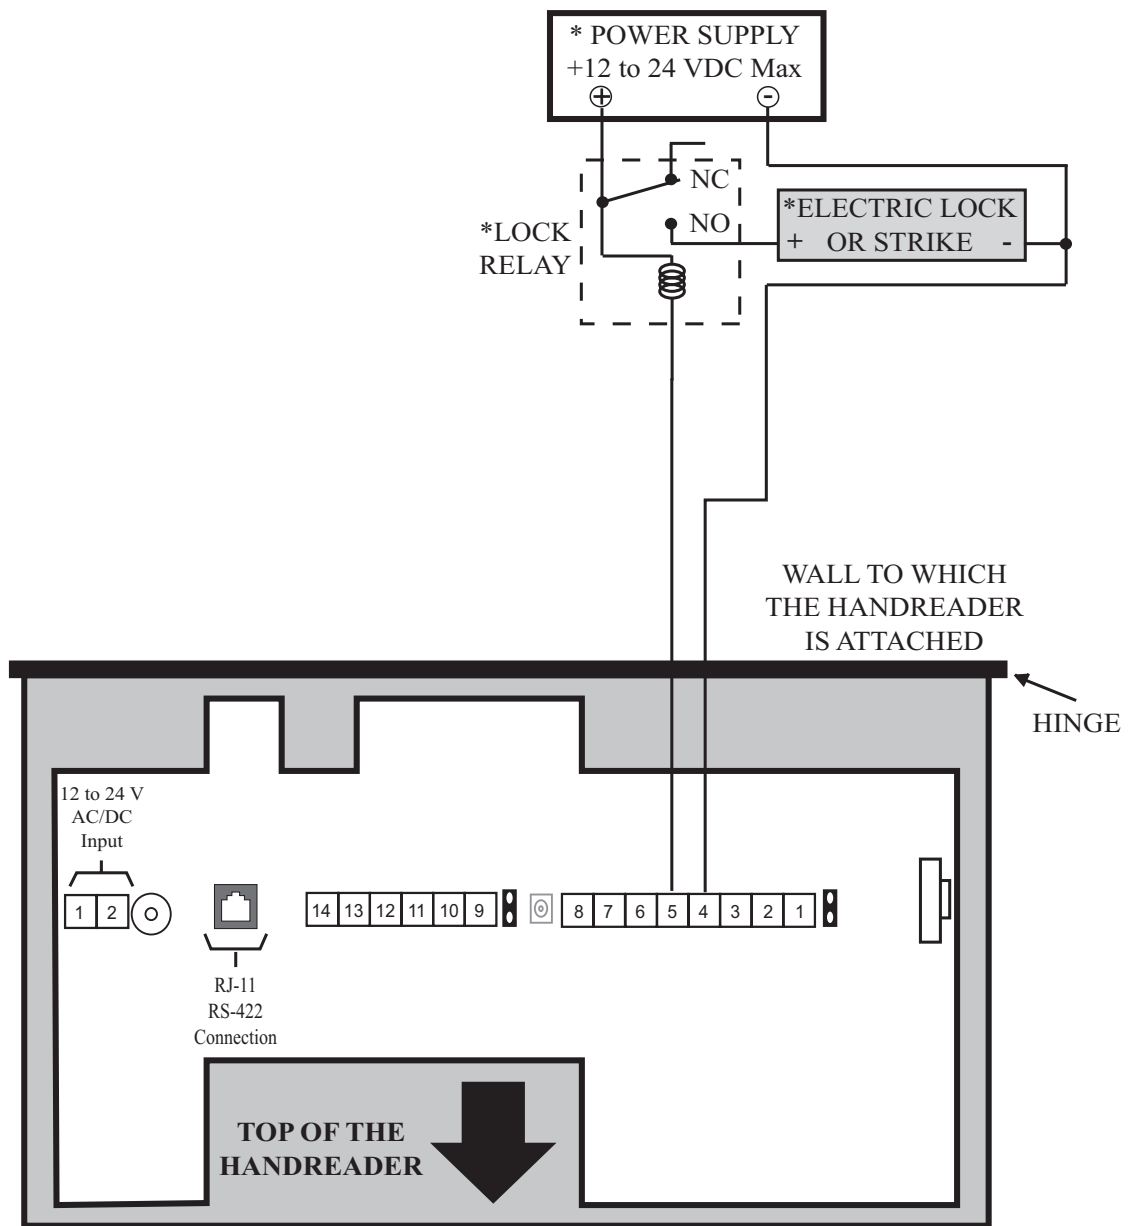 * POWER SUPPLY
+12 to 24 VDC Max
+ -
NC
NO
*LOCK
RELAY
*ELECTRIC LOCK
+ OR STRIKE -
WALL TO WHICH
THE HANDREADER
IS ATTACHED
HINGE
12 to 24 V
AC/DC
Input
1 2
14 13 12 11 10 9
8 7 6 5 4 3 2 1
RJ-11
RS-422
Connection
TOP OF THE
HANDREADER